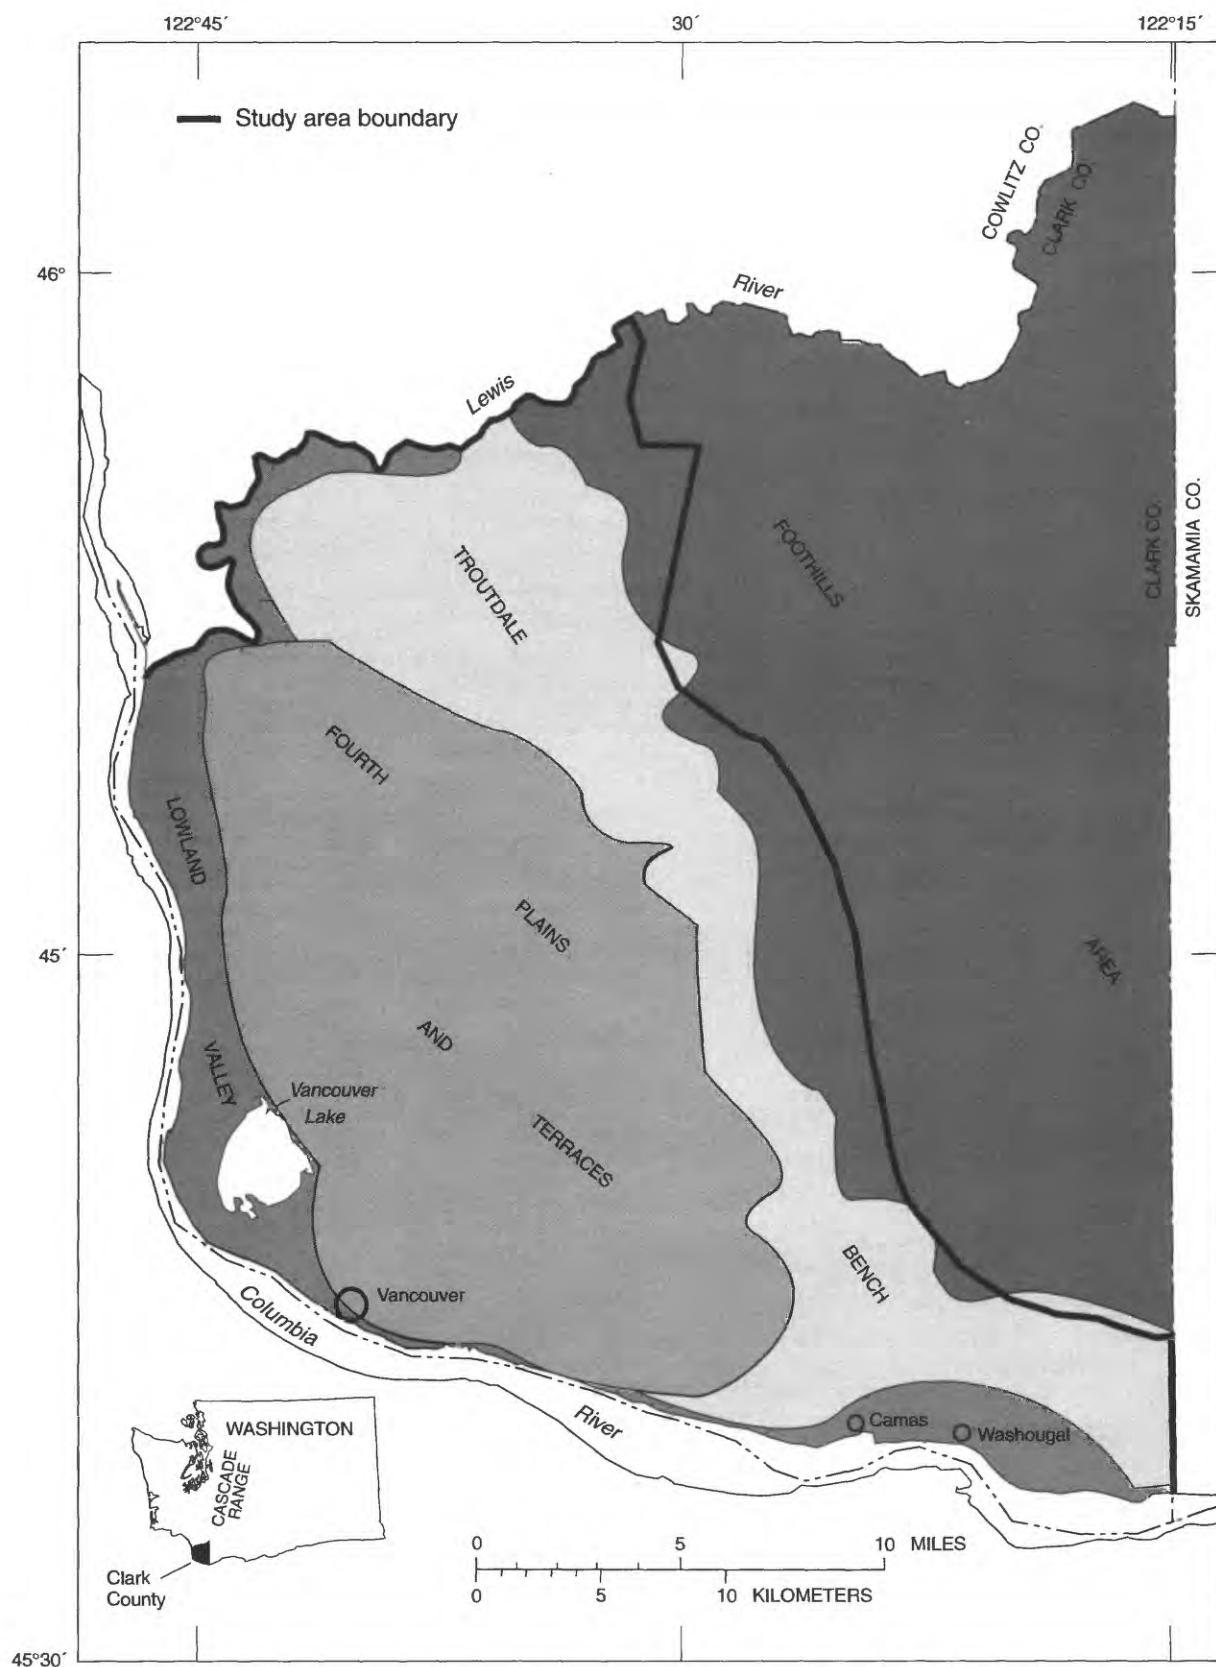 122°45´
30´
122°15´
Study area boundary
COWLITZ CO.
CLARK CO.
46°
River
Lewis
FOOTHILLS
CLARK CO.
SKAMAMIA CO.
TROUTDALE
FOURTH
LOWLAND
PLAINS
AREA
45´
AND
VALLEY
Vancouver
Lake
TERRACES
BENCH
Vancouver
Columbia
River
Camas
Washougal
WASHINGTON
CASCADE
RANGE
0 5 10 MILES
0 5 10 KILOMETERS
Clark
County
45°30´